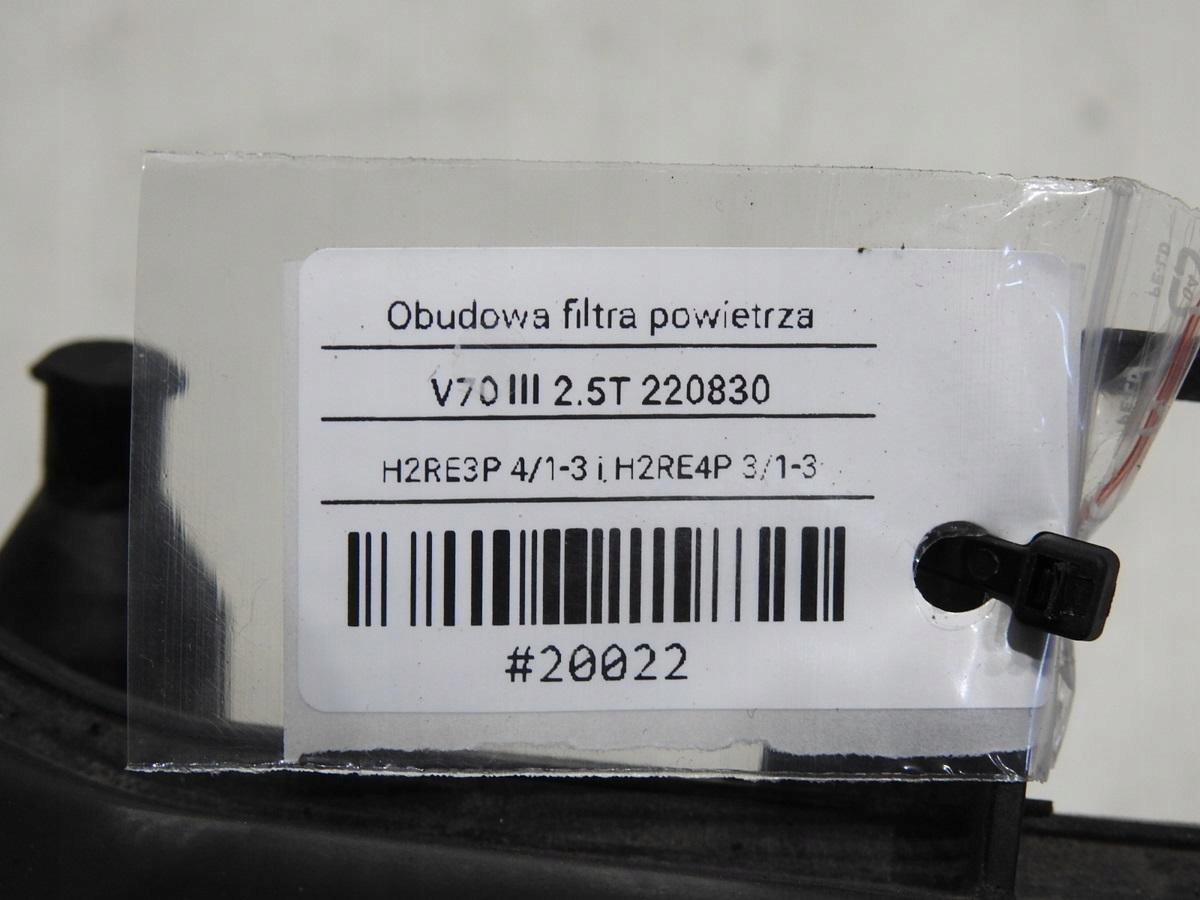 Obudowa filtra powietrza
V70 III 2.5T 220830
H2RE3P 4/1-3 i H2RE4P 3/1-3
#20022